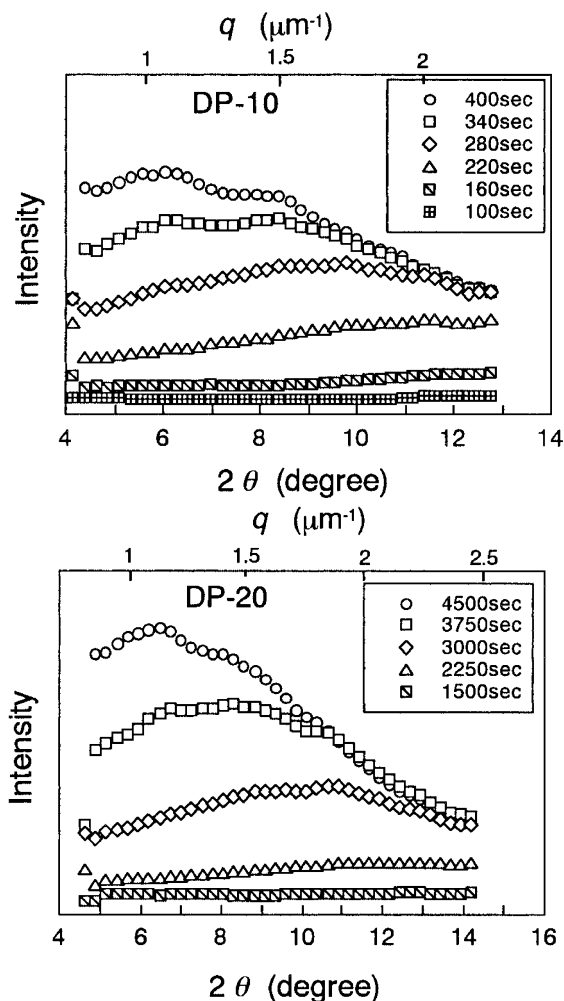 q (μm-1)
1 1.5 2
DP-10
400sec
340sec
280sec
220sec
160sec
100sec
Intensity
4 6 8 10 12 14
2 θ (degree)
q (μm-1)
1 1.5 2 2.5
DP-20
4500sec
3750sec
3000sec
2250sec
1500sec
Intensity
4 6 8 10 12 14 16
2 θ (degree)